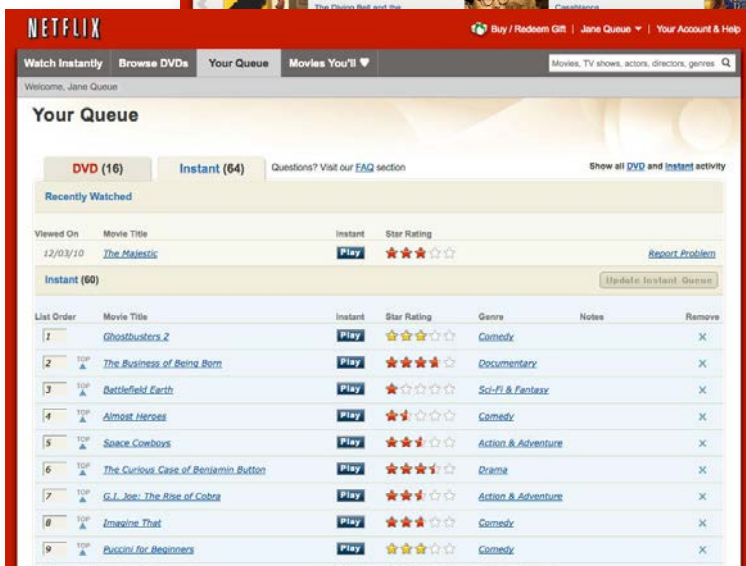 The Diving Bell and the Casablanca
NETFLIX
Buy / Redeem Gift | Jane Queue | Your Account & Help
Watch Instantly Browse DVDs Your Queue Movies You'll ♥ Movies, TV shows, actors, directors, genres
Welcome, Jane Queue
Your Queue
DVD (16) Instant (64) Questions? Visit our FAQ section Show all DVD and Instant activity
Recently Watched
Viewed On Movie Title Instant Star Rating
12/03/10 The Majestic Play Report Problem
Instant (60) Update Instant Queue
List Order Movie Title Instant Star Rating Genre Notes Remove
1 Ghostbusters 2 Play Comedy X
2 TOP The Business of Being Born Play Documentary X
3 TOP Battlefield Earth Play Sci-Fi & Fantasy X
4 TOP Almost Heroes Play Comedy X
5 TOP Space Cowboys Play Action & Adventure X
6 TOP The Curious Case of Benjamin Button Play Drama X
7 TOP G.I. Joe: The Rise of Cobra Play Action & Adventure X
8 TOP Imagine That Play Comedy X
9 TOP Puccini for Beginners Play Comedy X